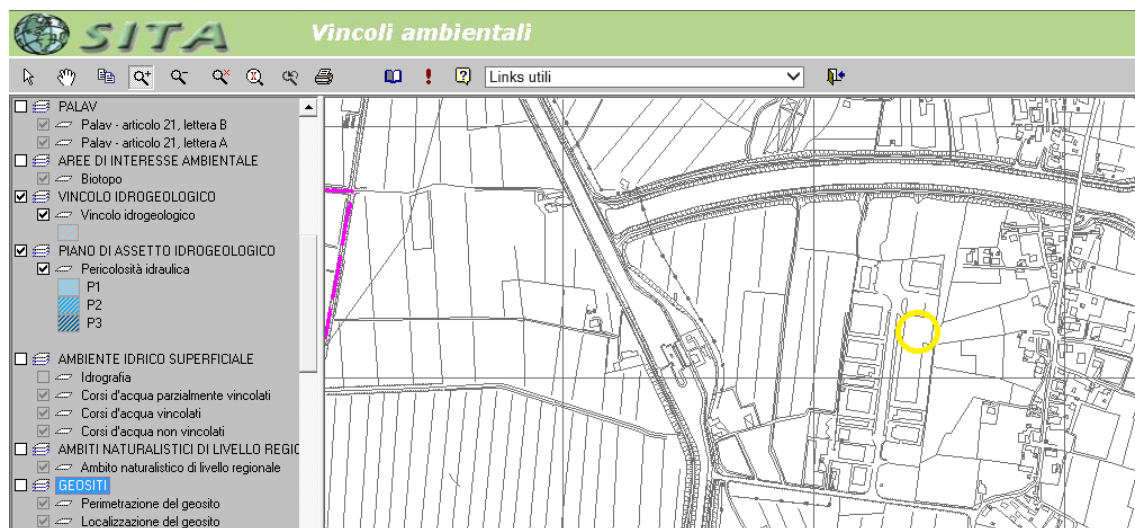 SITA
Vincoli ambientali
Links utili
PALAV
Palav - articolo 21, lettera B
Palav - articolo 21, lettera A
AREE DI INTERESSE AMBIENTALE
Biotopo
VINCOLO IDROGEOLOGICO
Vincolo idrogeologico
PIANO DI ASSETTO IDROGEOLOGICO
Pericolosità idraulica
P1
P2
P3
AMBIENTE IDRICO SUPERFICIALE
Idrografia
Corsi d'acqua parzialmente vincolati
Corsi d'acqua vincolati
Corsi d'acqua non vincolati
AMBITI NATURALISTICI DI LIVELLO REGIO
Ambito naturalistico di livello regionale
GEOSITI
Perimetrazione del geosito
Localizzazione del geosito